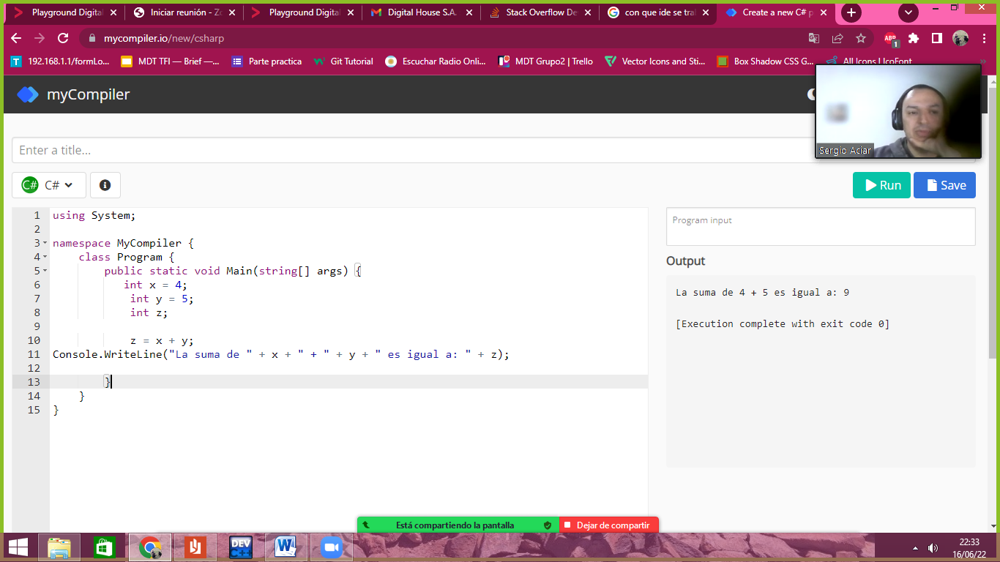 Playground Digital
Iniciar reunión - Zo
Playground Digital
Digital House S.A.
Stack Overflow De
con que ide se tral
Create a new C# p
mycompiler.io/new/csharp
ABP
1
192.168.1.1/formLo...
MDT TFI — Brief —...
Parte practica
Git Tutorial
Escuchar Radio Onli...
MDT Grupo2 | Trello
Vector Icons and Sti...
Box Shadow CSS G...
All Icons | IcoFont
myCompiler
Sergio Aciar
Enter a title...
C# C#
Run
Save
1 using System;
2
3 namespace MyCompiler {
4 class Program {
5 public static void Main(string[] args) {
6 int x = 4;
7 int y = 5;
8 int z;
9
10 z = x + y;
11 Console.WriteLine("La suma de " + x + " + " + y + " es igual a: " + z);
12
13 }
14 }
15 }
Program input
Output
La suma de 4 + 5 es igual a: 9
[Execution complete with exit code 0]
Está compartiendo la pantalla
Dejar de compartir
DEV
C++
W
22:33
16/06/22